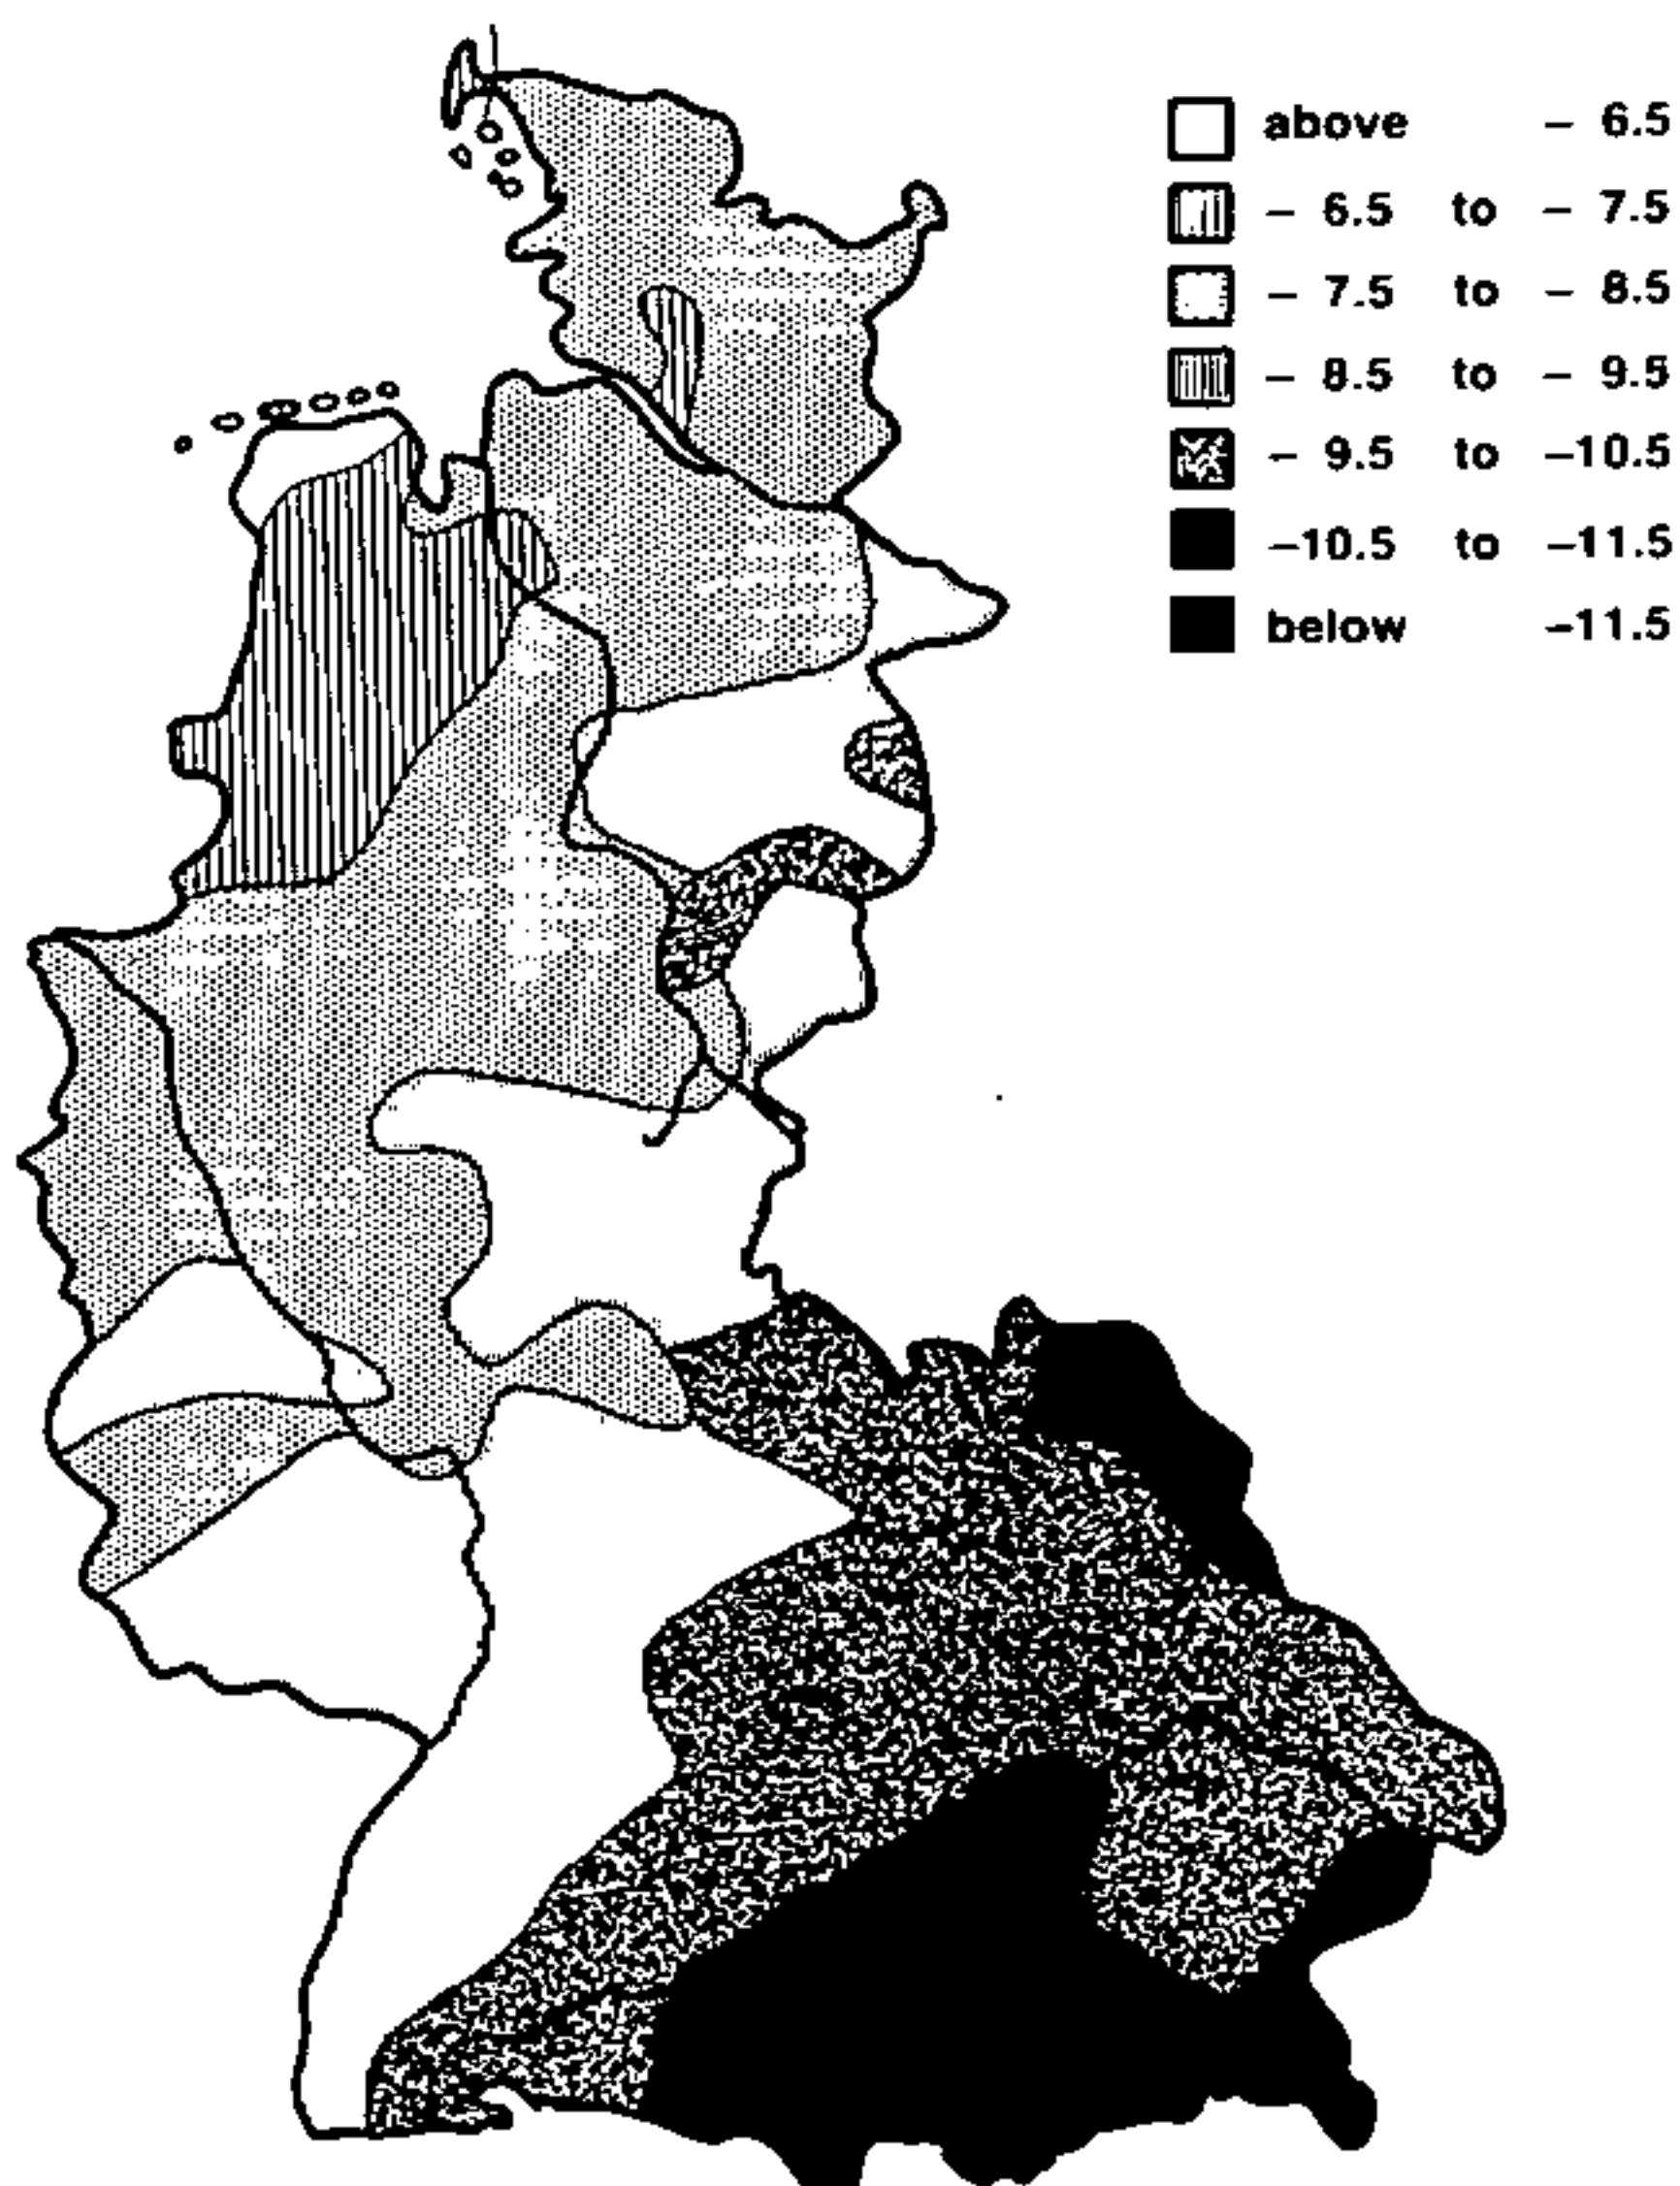 above – 6.5
– 6.5 to – 7.5
– 7.5 to – 8.5
– 8.5 to – 9.5
– 9.5 to –10.5
–10.5 to –11.5
below –11.5